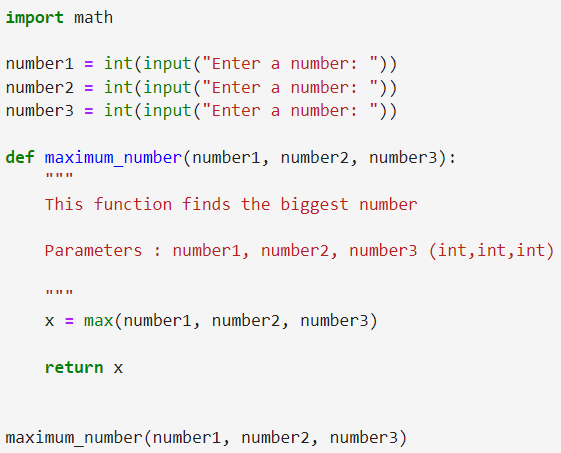 import math
number1 = int(input("Enter a number: "))
number2 = int(input("Enter a number: "))
number3 = int(input("Enter a number: "))
def maximum_number(number1, number2, number3):
    """
    This function finds the biggest number
    Parameters : number1, number2, number3 (int,int,int)
    """
    x = max(number1, number2, number3)
    return x
maximum_number(number1, number2, number3)